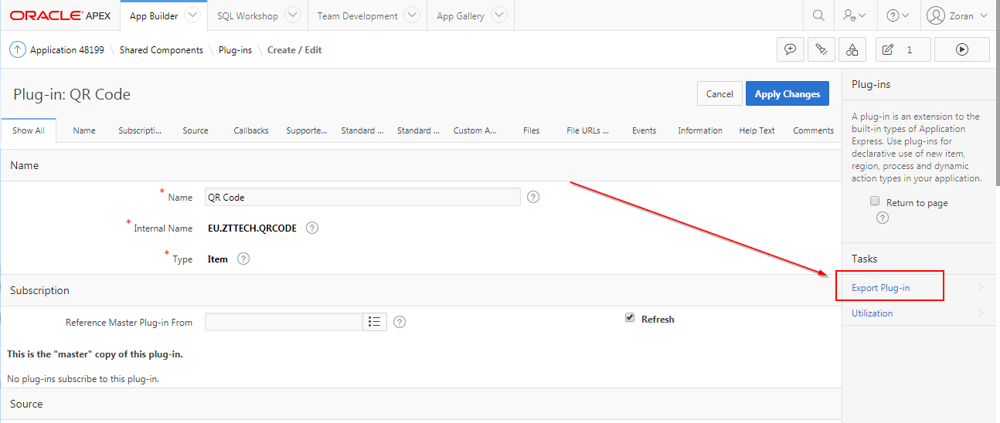 ORACLE APEX App Builder SQL Workshop Team Development App Gallery Zoran
Application 48199 \ Shared Components \ Plug-ins \ Create / Edit 1
Plug-in: QR Code Cancel Apply Changes
Show All Name Subscripti... Source Callbacks Supporte... Standard ... Standard ... Custom A... Files File URLs ... Events Information Help Text Comments
Name
* Name QR Code ?
* Internal Name EU.ZTTECH.QRCODE ?
* Type Item ?
Subscription
Reference Master Plug-in From ? Refresh
This is the "master" copy of this plug-in.
No plug-ins subscribe to this plug-in.
Source
Plug-ins
A plug-in is an extension to the
built-in types of Application
Express. Use plug-ins for
declarative use of new item,
region, process and dynamic
action types in your application.
Return to page
?
Tasks
Export Plug-in
Utilization